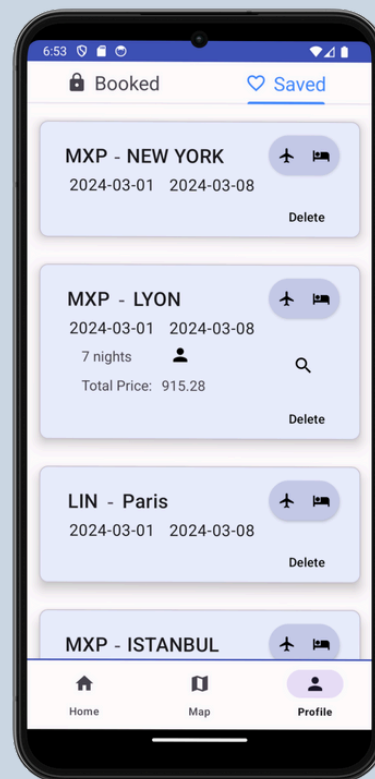 6:53
Booked Saved
MXP - NEW YORK
2024-03-01 2024-03-08
Delete
MXP - LYON
2024-03-01 2024-03-08
7 nights
Total Price: 915.28
Delete
LIN - Paris
2024-03-01 2024-03-08
Delete
MXP - ISTANBUL
Home Map Profile